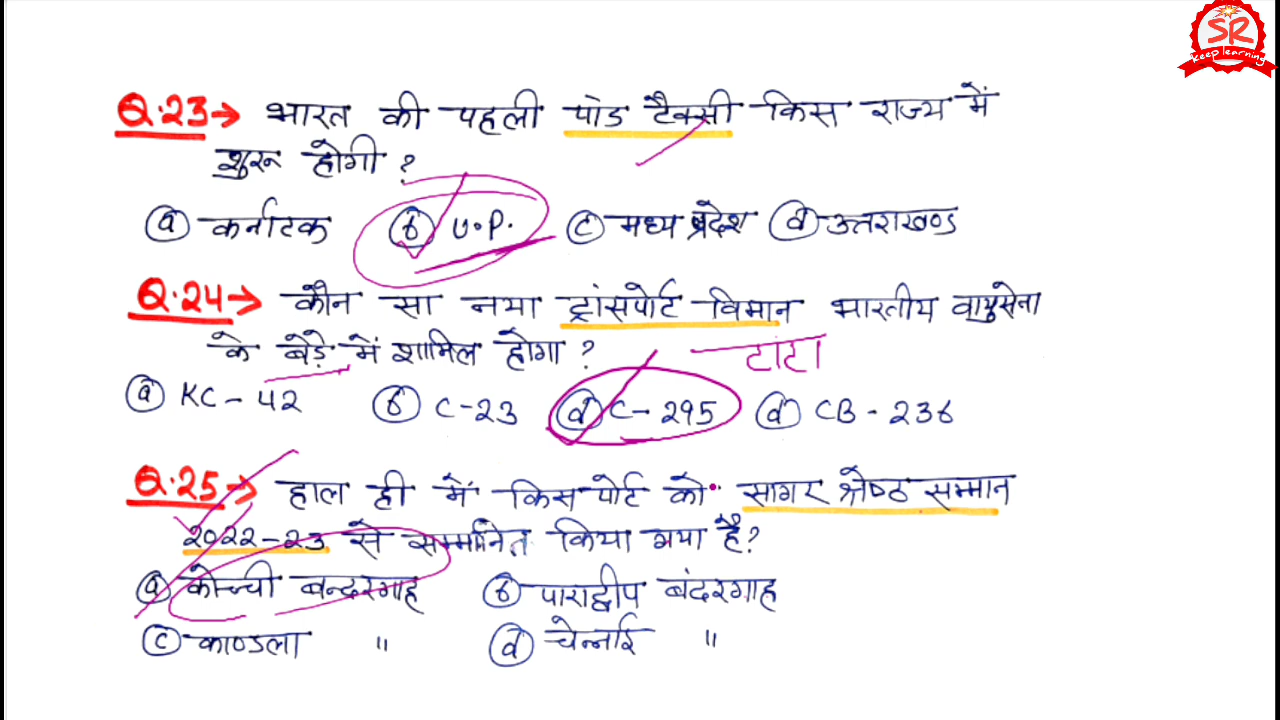 SR
Keep learning
Q.23→ भारत की पहली पॉड टैक्सी किस राज्य में
शुरू होगी ?
(a) कर्नाटक (b) U.P. (c) मध्य प्रदेश (d) उत्तराखण्ड
Q.24→ कौन सा नया ट्रांसपोर्ट विमान भारतीय वायुसेना
के बेड़े में शामिल होगा ?
टाटा
(a) KC - 42 (b) C-23 (d) C - 295 (d) CB - 236
Q.25→ हाल ही में किस पोर्ट को सागर श्रेष्ठ सम्मान
2022-23 से सम्मानित किया गया है?
(a) कोच्ची बन्दरगाह (b) पाराद्वीप बंदरगाह
(c) काण्डला " (d) चेन्नई "